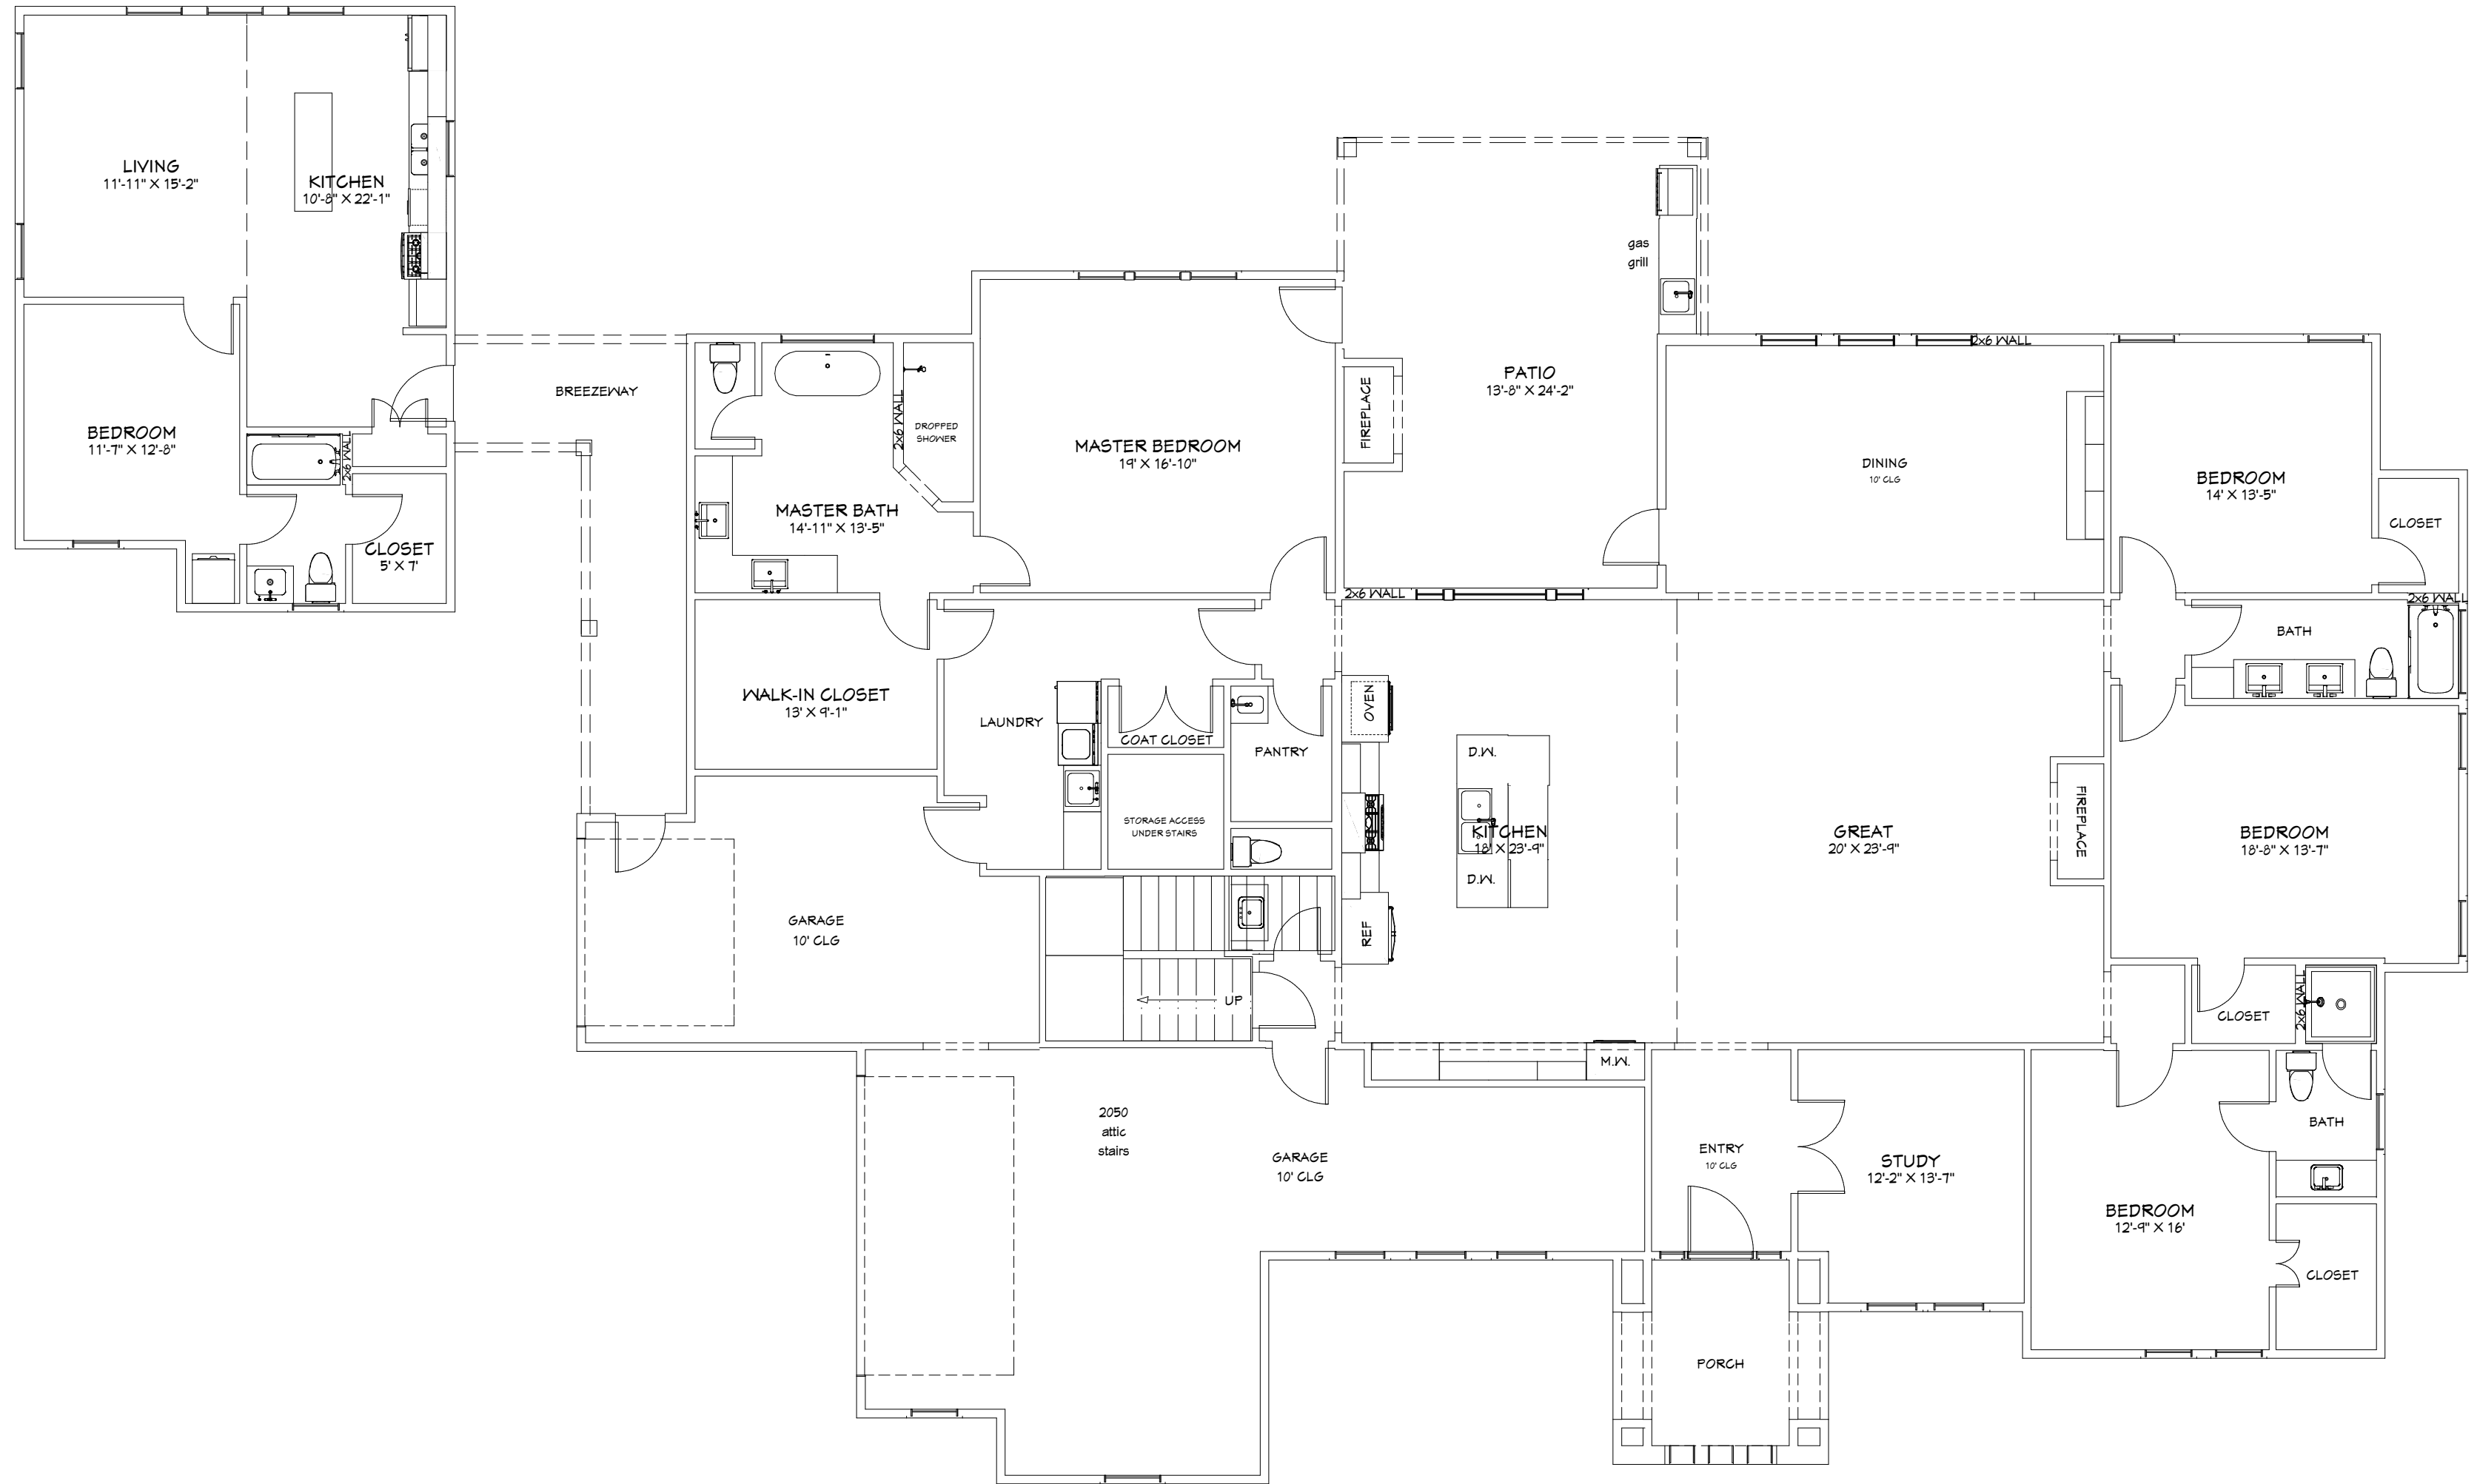 LIVING
11'-11" X 15'-2"
KITCHEN
10'-8" X 22'-1"
BEDROOM
11'-7" X 12'-8"
2x6 WALL
CLOSET
5' X 7'
BREEZEWAY
MASTER BATH
14'-11" X 13'-5"
2x6 WALL
DROPPED
SHOWER
MASTER BEDROOM
19' X 16'-10"
FIREPLACE
PATIO
13'-8" X 24'-2"
gas
grill
2x6 WALL
DINING
10' CLG
2x6 WALL
BEDROOM
14' X 13'-5"
CLOSET
2x6 WALL
BATH
WALK-IN CLOSET
13' X 9'-1"
LAUNDRY
COAT CLOSET
PANTRY
STORAGE ACCESS
UNDER STAIRS
OVEN
D.W.
KITCHEN
18' X 23'-9"
D.W.
REF
GREAT
20' X 23'-9"
FIREPLACE
BEDROOM
18'-8" X 13'-7"
GARAGE
10' CLG
UP
CLOSET
2x6 WALL
M.W.
2050
attic
stairs
GARAGE
10' CLG
ENTRY
10' CLG
STUDY
12'-2" X 13'-7"
BATH
BEDROOM
12'-9" X 16'
CLOSET
PORCH